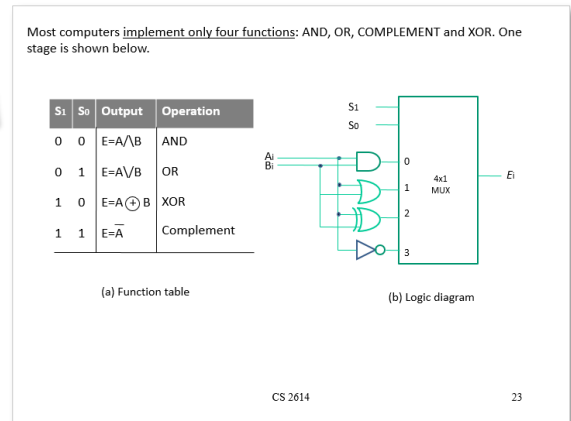 Most computers implement only four functions: AND, OR, COMPLEMENT and XOR. One
stage is shown below.
S1 S0 Output Operation
0 0 E=A/\B AND
0 1 E=A\/B OR
1 0 E=A⊕B XOR
1 1 E=A̅ Complement
(a) Function table
S1
S0
Ai
Bi
0
1
2
3
4x1
MUX
Ei
(b) Logic diagram
CS 2614
23